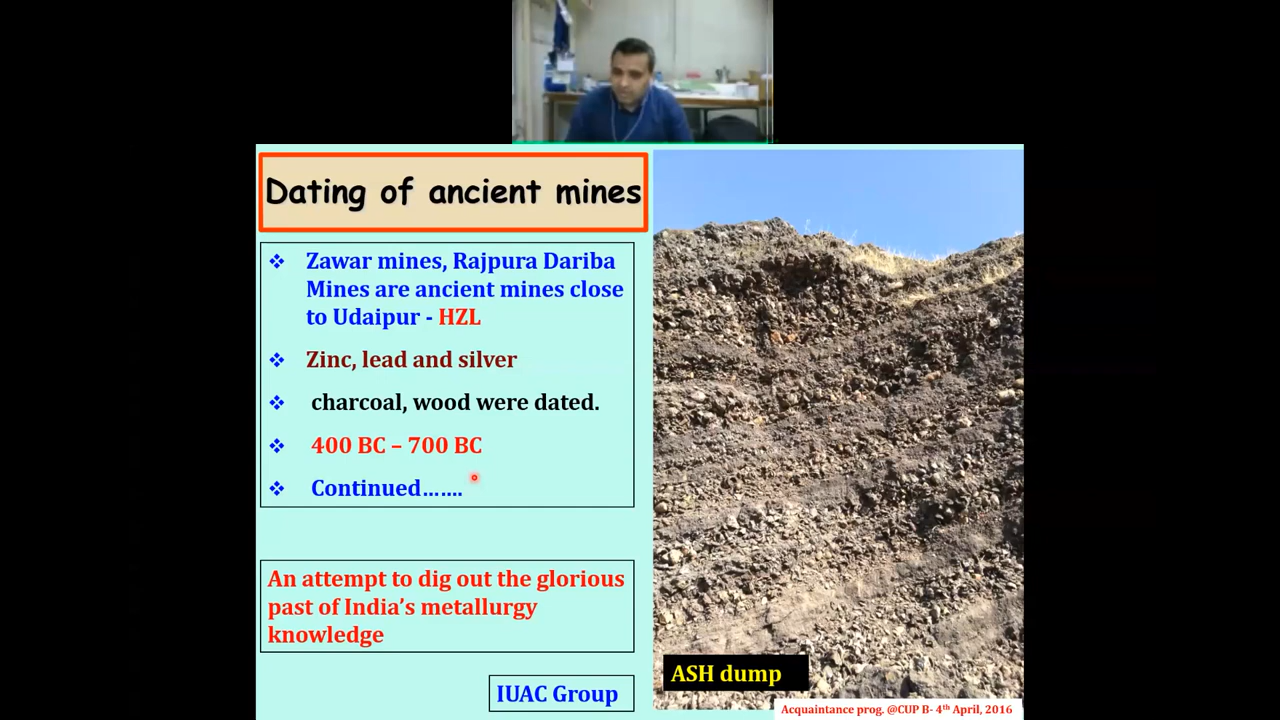 Dating of ancient mines
❖ Zawar mines, Rajpura Dariba
Mines are ancient mines close
to Udaipur - HZL
❖ Zinc, lead and silver
❖ charcoal, wood were dated.
❖ 400 BC – 700 BC
❖ Continued.......
An attempt to dig out the glorious
past of India’s metallurgy
knowledge
IUAC Group
ASH dump
Acquaintance prog. @CUP B- 4th April, 2016